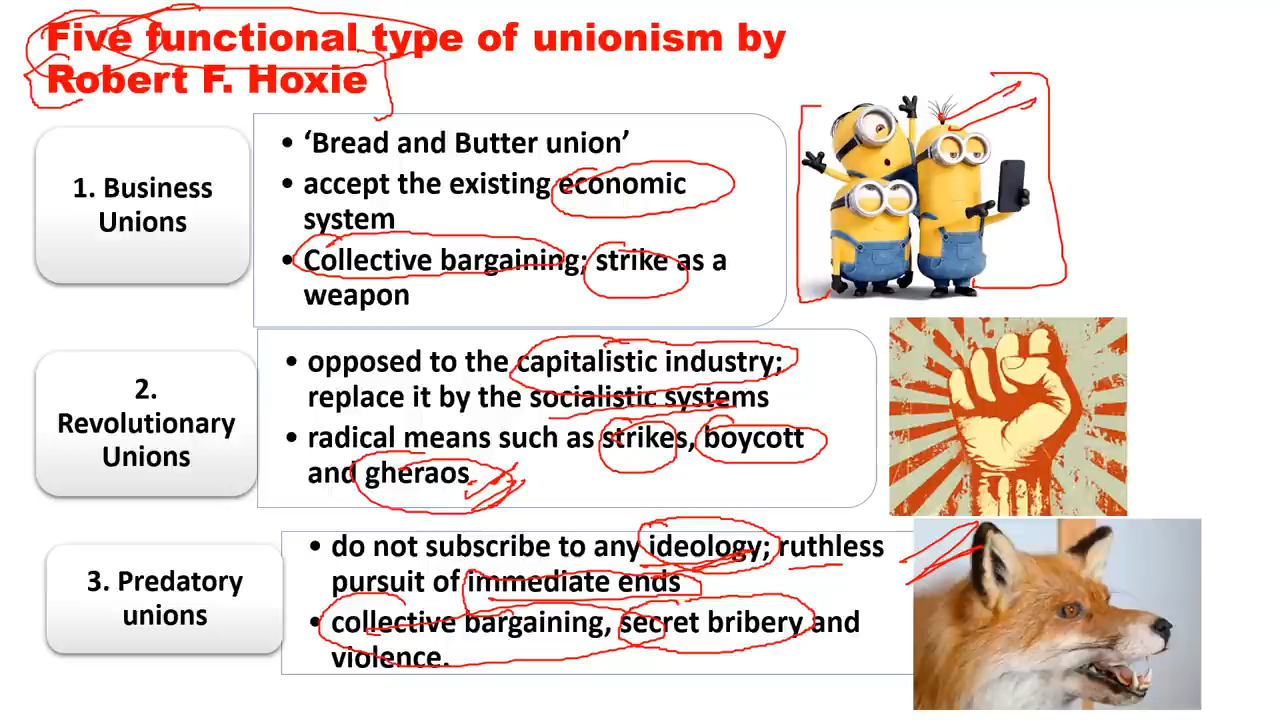 Five functional type of unionism by
Robert F. Hoxie
1. Business
Unions
• ‘Bread and Butter union’
• accept the existing economic
system
• Collective bargaining; strike as a
weapon
2.
Revolutionary
Unions
• opposed to the capitalistic industry;
replace it by the socialistic systems
• radical means such as strikes, boycott
and gheraos.
3. Predatory
unions
• do not subscribe to any ideology; ruthless
pursuit of immediate ends
• collective bargaining, secret bribery and
violence.